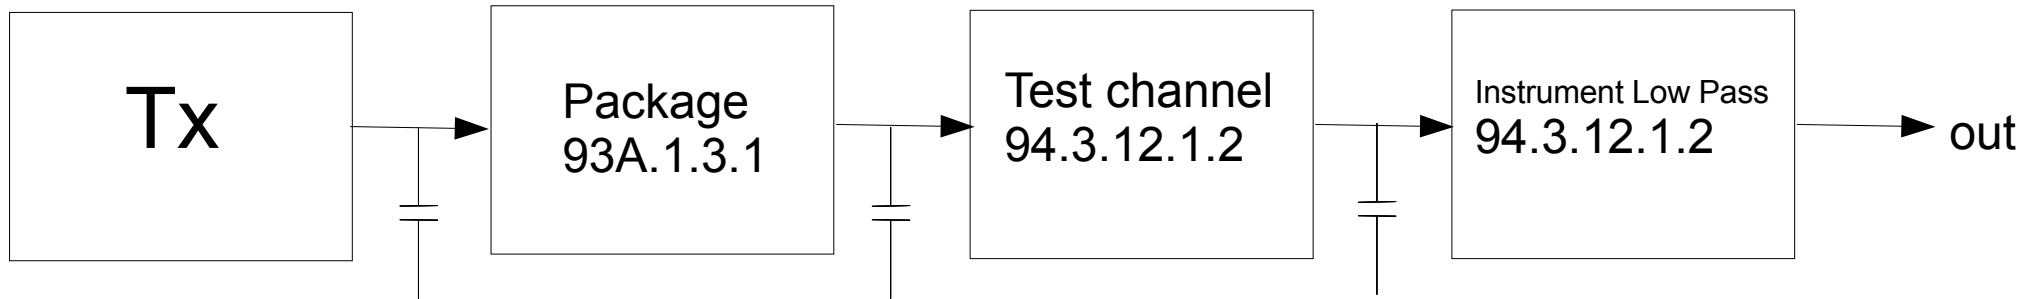 Tx
Package
93A.1.3.1
Test channel
94.3.12.1.2
Instrument Low Pass
94.3.12.1.2
out